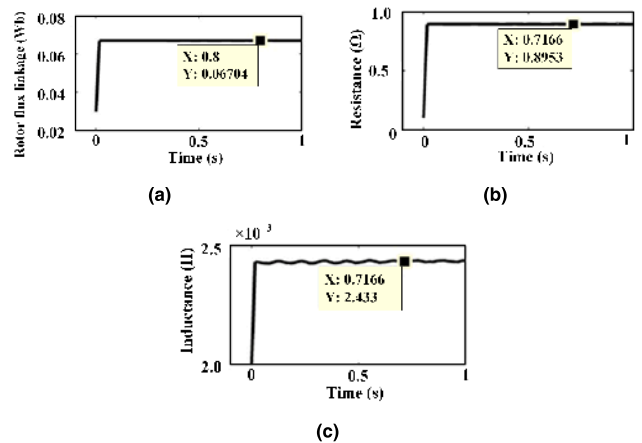 0.08
0.06
0.04
0.02
Rotor flux linkage (Wb)
X: 0.8
Y: 0.06704
0 0.5 1
Time (s)
(a)
1.0
0.5
0
Resistance (Ω)
X: 0.7166
Y: 0.8953
0 0.5 1
Time (s)
(b)
×10⁻³
2.5
2.0
Inductance (H)
X: 0.7166
Y: 2.433
0 0.5 1
Time (s)
(c)